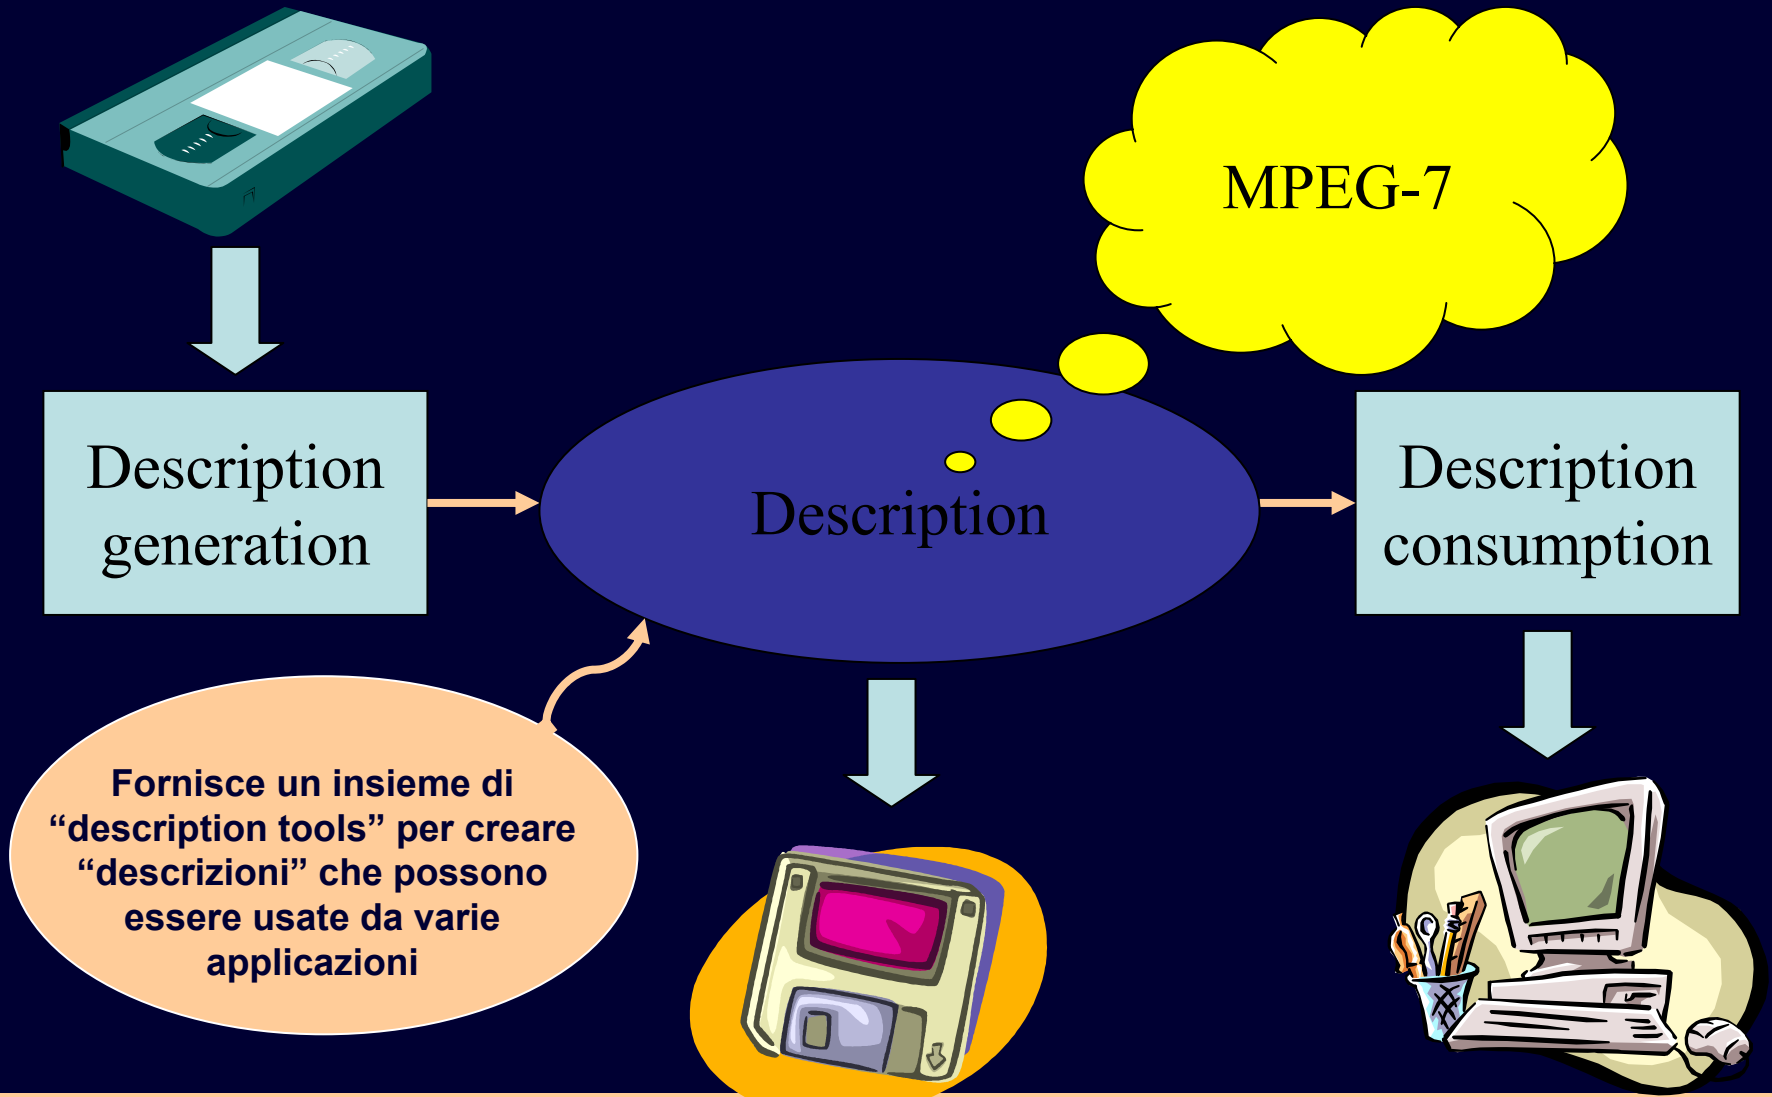 MPEG-7
Description
generation
Description
Description
consumption
Fornisce un insieme di
“description tools” per creare
“descrizioni” che possono
essere usate da varie
applicazioni